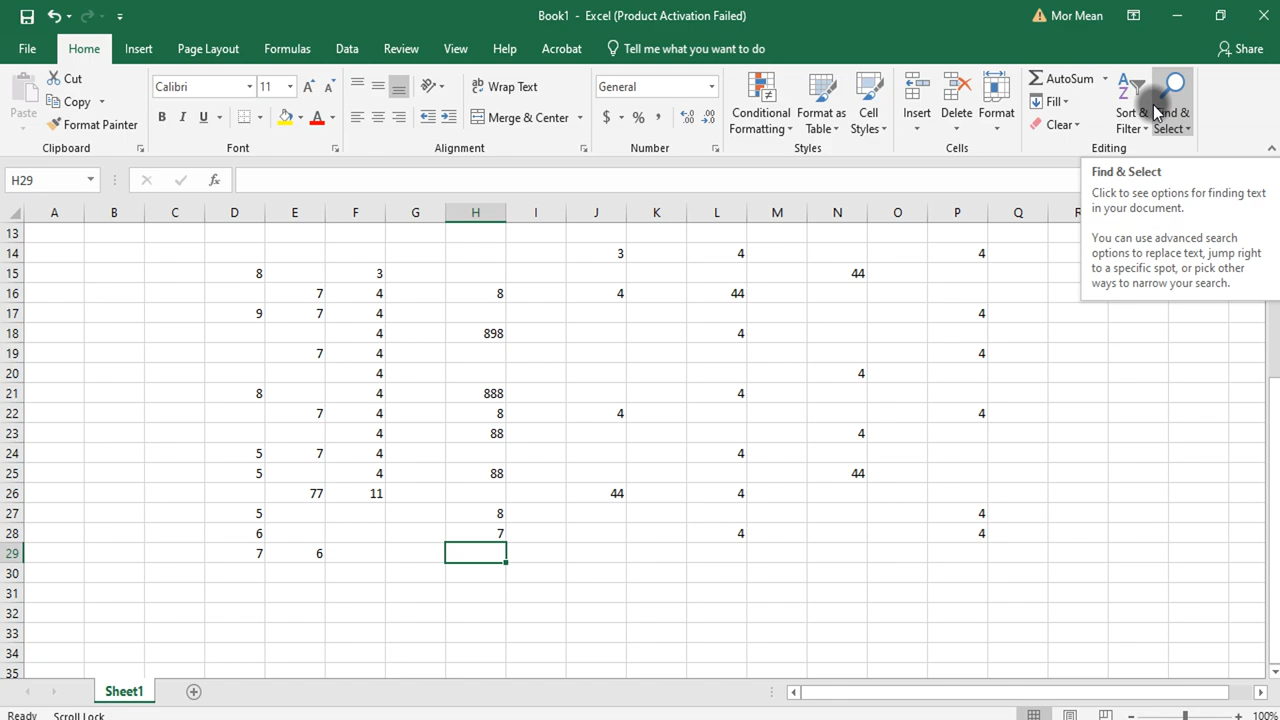 Book1 - Excel (Product Activation Failed)
Mor Mean
File Home Insert Page Layout Formulas Data Review View Help Acrobat Tell me what you want to do Share
Paste
Cut
Copy
Format Painter
Clipboard
Calibri 11
B I U
Font
Wrap Text
Merge & Center
Alignment
General
$ % ,
Number
Conditional Formatting
Format as Table
Cell Styles
Styles
Insert
Delete
Format
Cells
AutoSum
Fill
Clear
Sort & Filter
Select
Editing
H29
fx
Find & Select
Click to see options for finding text
in your document.
You can use advanced search
options to replace text, jump right
to a specific spot, or pick other
ways to narrow your search.
A B C D E F G H I J K L M N O P Q R
13
14 3 4 4
15 8 3 44
16 7 4 8 4 44
17 9 7 4 4
18 4 898 4
19 7 4 4
20 4 4
21 8 4 888 4
22 7 4 8 4 4
23 4 88 4
24 5 7 4 4
25 5 4 88 44
26 77 11 44 4
27 5 8 4
28 6 7 4 4
29 7 6
30
31
32
33
34
35
Sheet1
Ready Scroll Lock 100%